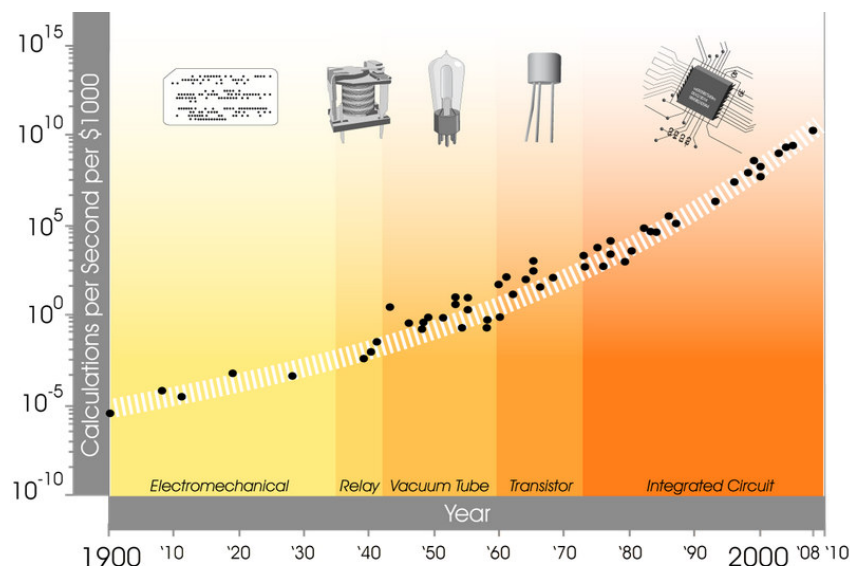 Calculations per Second per $1000
10^15
10^10
10^5
10^0
10^-5
10^-10
Electromechanical
Relay
Vacuum Tube
Transistor
Integrated Circuit
Year
1900 '10 '20 '30 '40 '50 '60 '70 '80 '90 2000 '08 '10